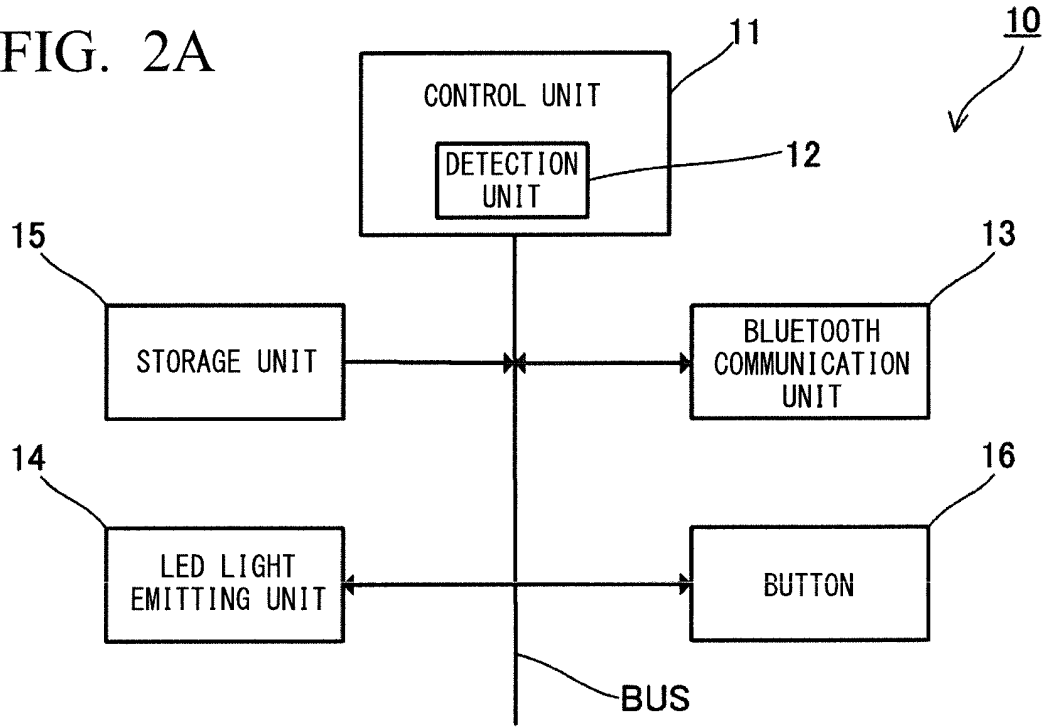 FIG. 2A
10
11
CONTROL UNIT
12
DETECTION
UNIT
15
13
STORAGE UNIT
BLUETOOTH
COMMUNICATION
UNIT
14
16
LED LIGHT
EMITTING UNIT
BUTTON
BUS